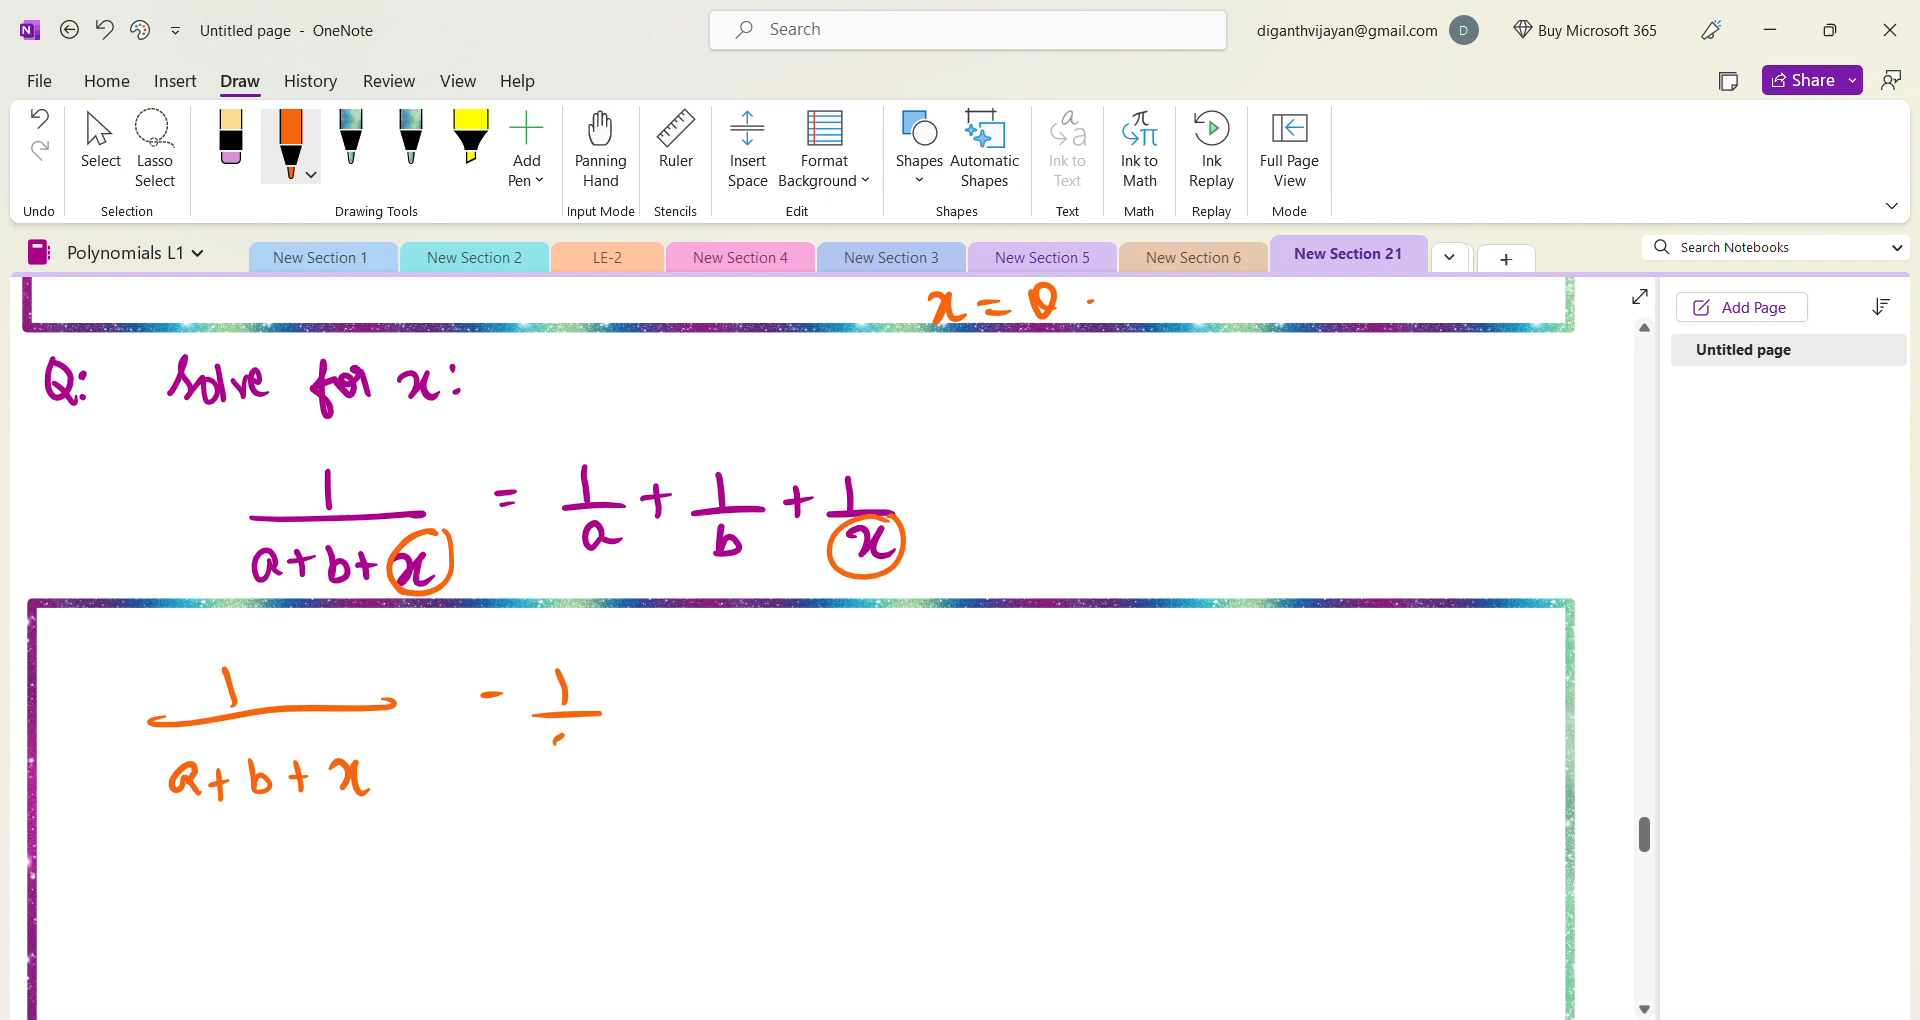 Untitled page - OneNote
Search
diganthvijayan@gmail.com
D
Buy Microsoft 365
File Home Insert Draw History Review View Help
Share
Select
Lasso Select
Add Pen
Panning Hand
Ruler
Insert Space
Format Background
Shapes
Automatic Shapes
Ink to Text
Ink to Math
Ink Replay
Full Page View
Undo Selection Drawing Tools Input Mode Stencils Edit Shapes Text Math Replay Mode
Polynomials L1
New Section 1 New Section 2 LE-2 New Section 4 New Section 3 New Section 5 New Section 6 New Section 21
Search Notebooks
Add Page
Untitled page
x = 0 .
Q: Solve for x:
1/(a+b+x) = 1/a + 1/b + 1/x
1/(a+b+x) - 1/